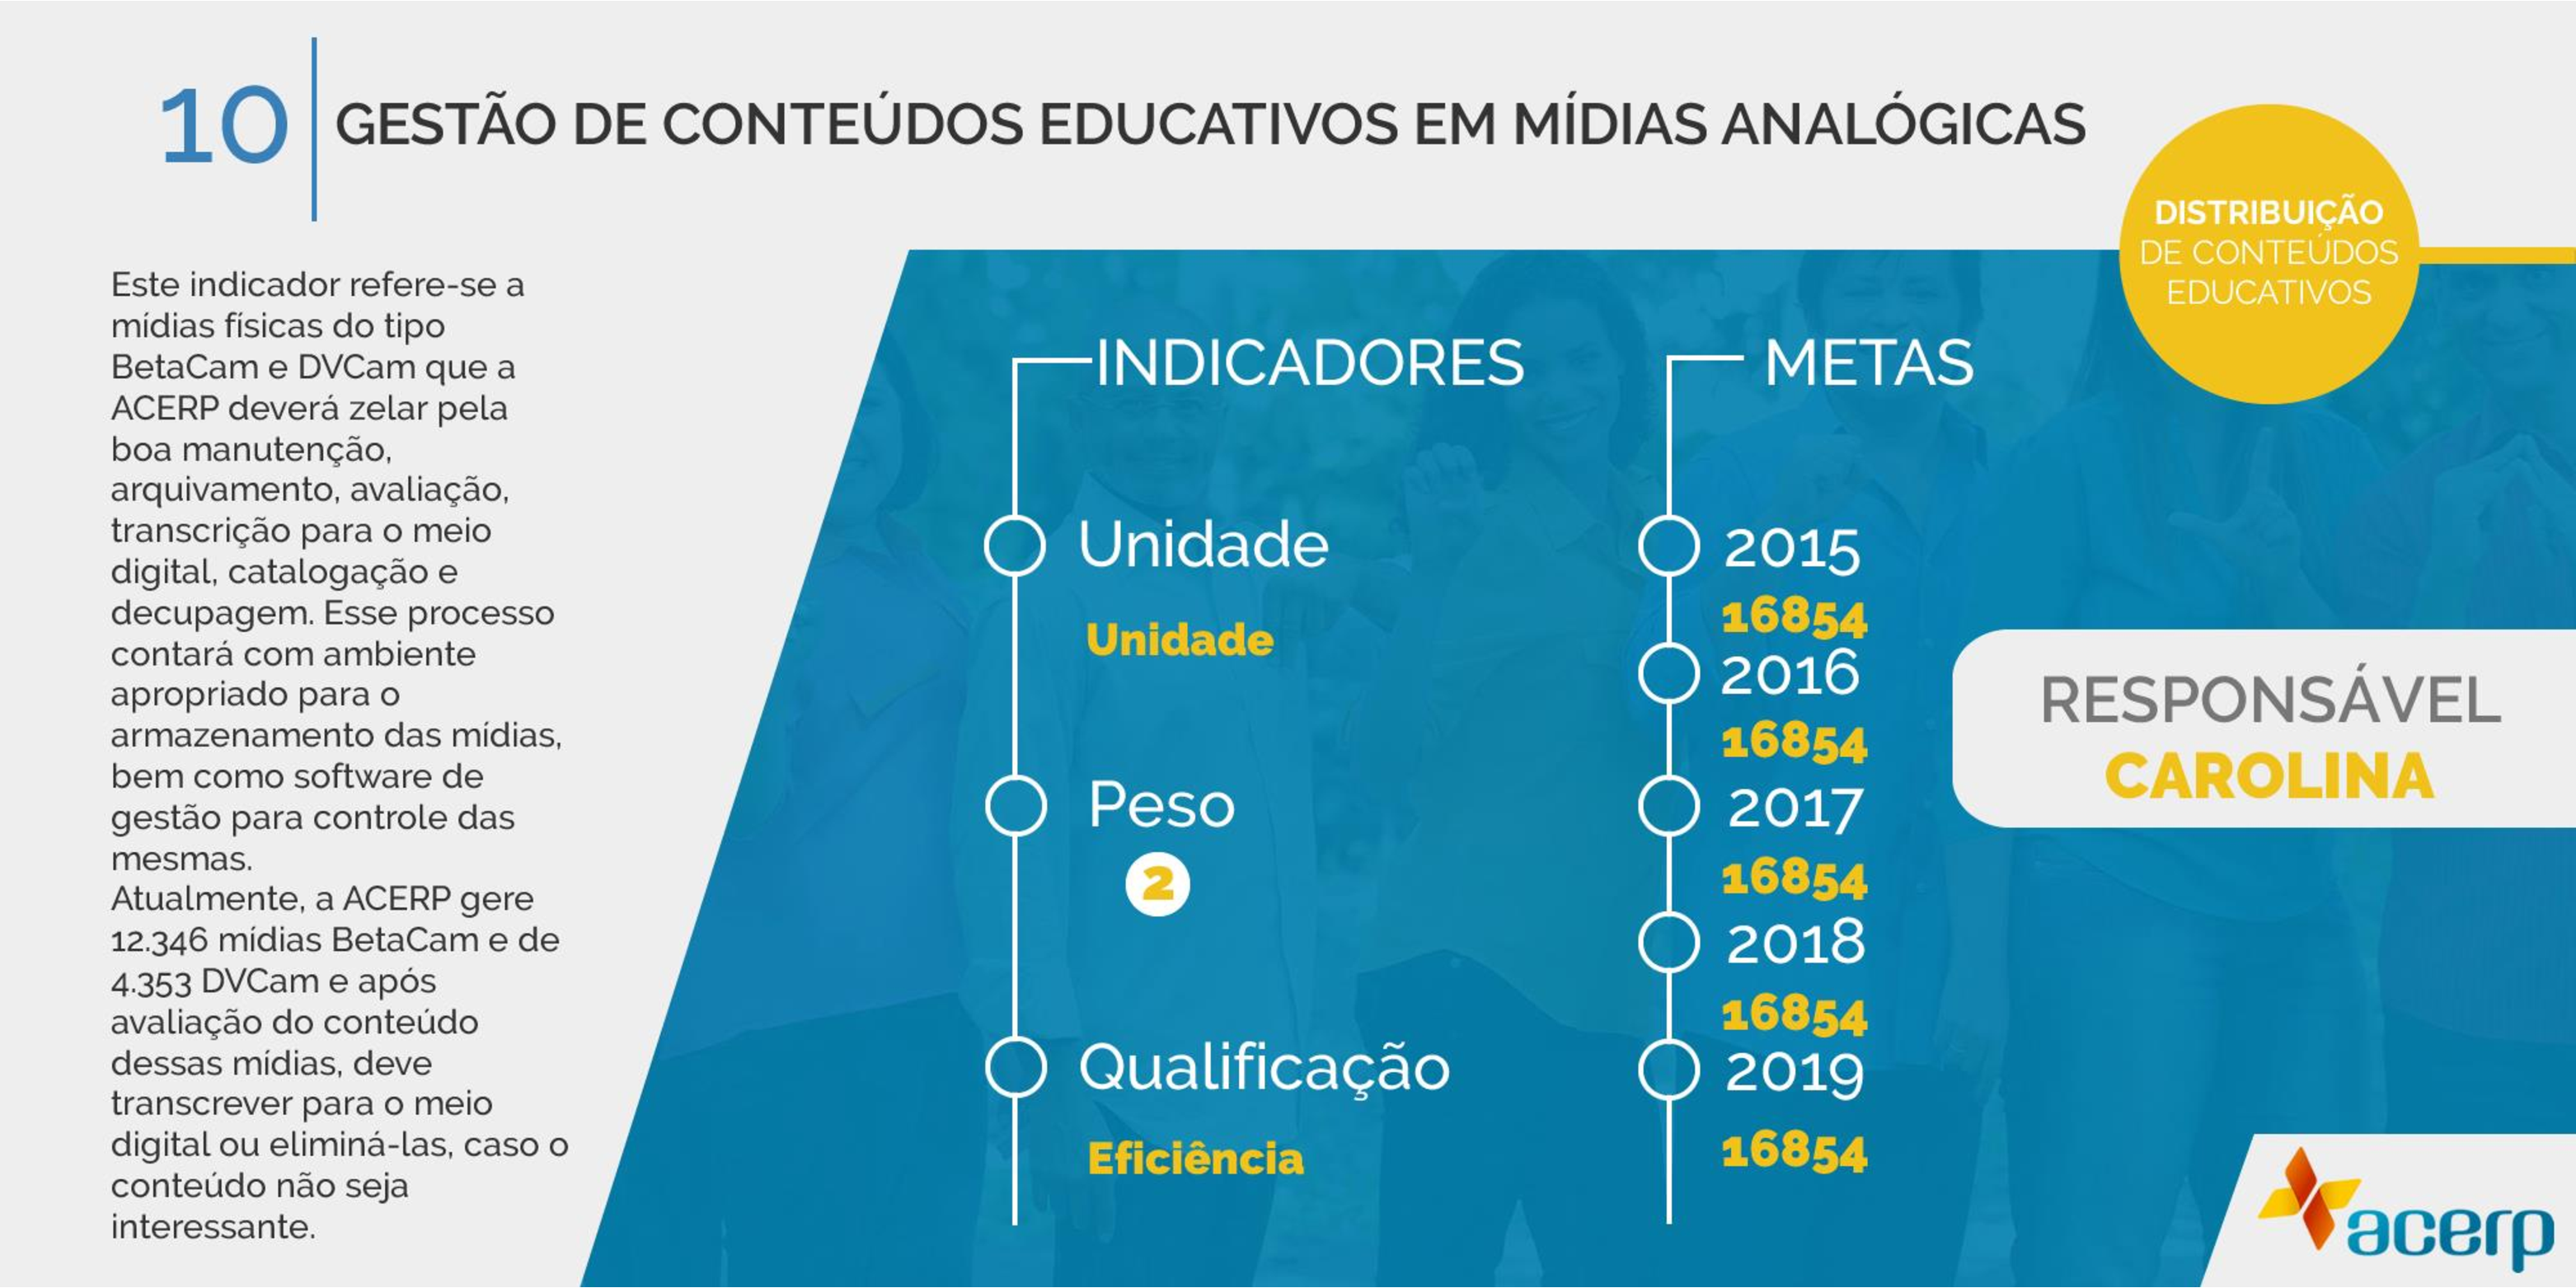 10
GESTÃO DE CONTEÚDOS EDUCATIVOS EM MÍDIAS ANALÓGICAS
DISTRIBUIÇÃO
DE CONTEÚDOS
EDUCATIVOS
Este indicador refere-se a
mídias físicas do tipo
BetaCam e DVCam que a
ACERP deverá zelar pela
boa manutenção,
arquivamento, avaliação,
transcrição para o meio
digital, catalogação e
decupagem. Esse processo
contará com ambiente
apropriado para o
armazenamento das mídias,
bem como software de
gestão para controle das
mesmas.
Atualmente, a ACERP gere
12.346 mídias BetaCam e de
4.353 DVCam e após
avaliação do conteúdo
dessas mídias, deve
transcrever para o meio
digital ou eliminá-las, caso o
conteúdo não seja
interessante.
INDICADORES
Unidade
Unidade
Peso
2
Qualificação
Eficiência
METAS
2015
16854
2016
16854
2017
16854
2018
16854
2019
16854
RESPONSÁVEL
CAROLINA
acerp